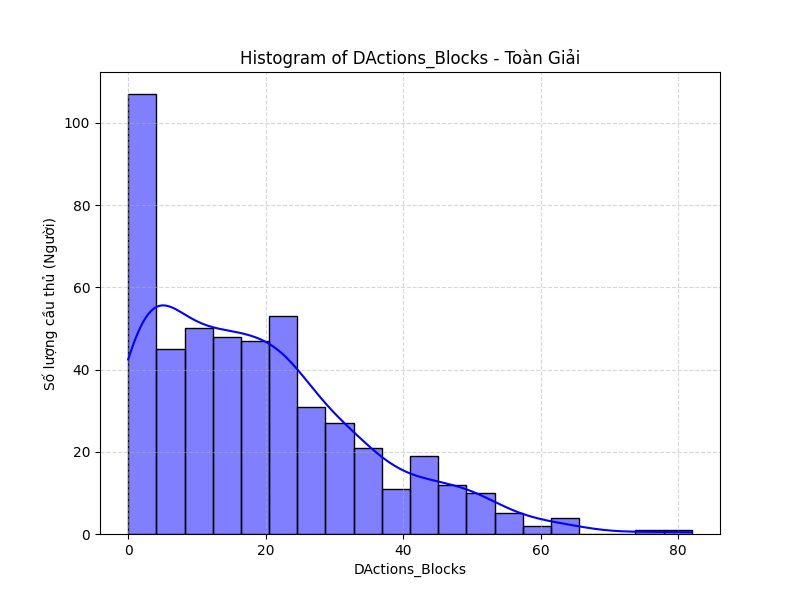 Histogram of DActions_Blocks - Toàn Giải
Số lượng cầu thủ (Người)
100
80
60
40
20
0
0 20 40 60 80
DActions_Blocks